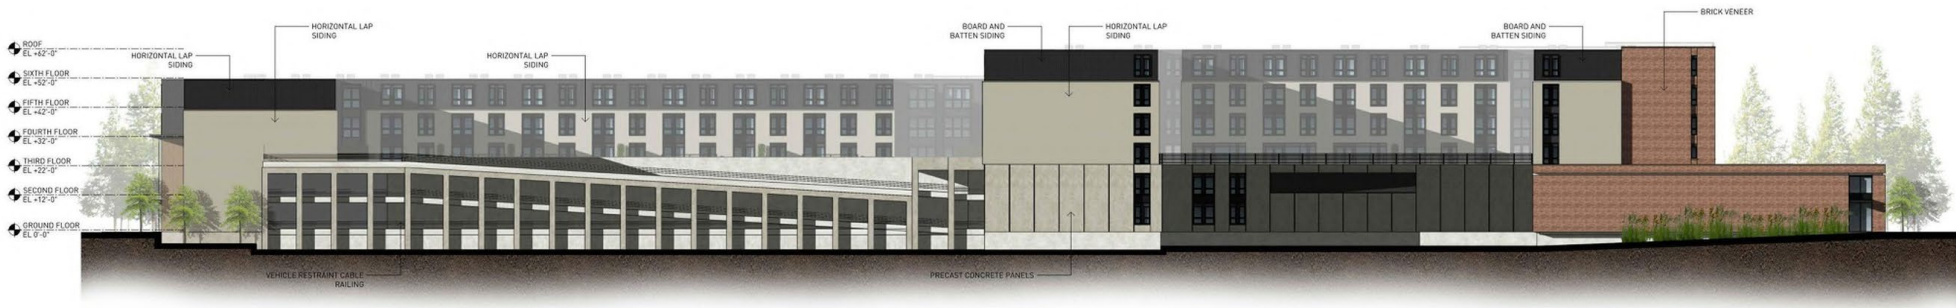 BRICK VENEER
HORIZONTAL LAP
SIDING
BOARD AND
BATTEN SIDING
HORIZONTAL LAP
SIDING
BOARD AND
BATTEN SIDING
ROOF
EL +62'-0"
HORIZONTAL LAP
SIDING
HORIZONTAL LAP
SIDING
SIXTH FLOOR
EL +52'-0"
FIFTH FLOOR
EL +42'-0"
FOURTH FLOOR
EL +32'-0"
THIRD FLOOR
EL +22'-0"
SECOND FLOOR
EL +12'-0"
GROUND FLOOR
EL 0'-0"
VEHICLE RESTRAINT CABLE
RAILING
PRECAST CONCRETE PANELS